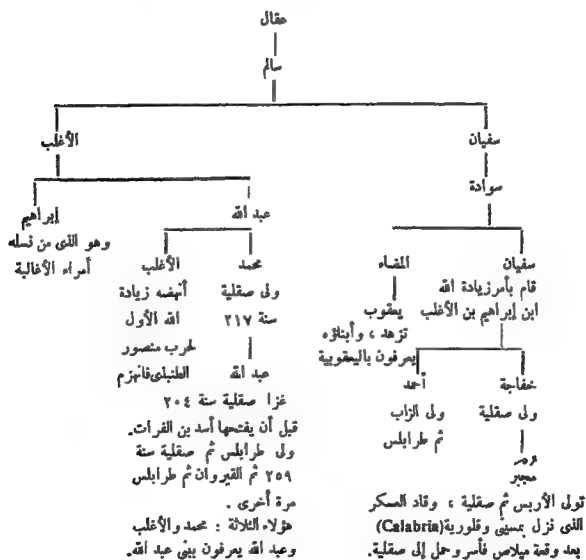 عقال
سالم
الأغلب
سفيان
سوادة
إبراهيم
وهو الذى من نسله
أمراء الأغالبة
عبد الله
الأغلب
أنهضه زيادة
الله الأول
لحرب منصور
الطنبذى فانهزم
محمد
ولى صقلية
سنة ٢١٧
عبد الله
غزا صقلية سنة ٢٠٤
قبل أن يفتحها أسد بن الفرات.
ولى طرابلس ثم صقلية سنة
٢٥٩ ثم القيروان ثم طرابلس
مرة أخرى .
هؤلاء الثلاثة : محمد والأغلب
وعبد الله يعرفون ببنى عبد الله.
المضاء
يعقوب
تزهد ، وأبناؤه
يعرفون باليعقوبية
سفيان
قام بأمر زيادة الله
ابن إبراهيم بن الأغلب
أحمد
ولى الزاب
ثم طرابلس
خفاجة
ولى صقلية
مجبر
تولى الأربس ثم صقلية ، وقاد العسكر
الذى نزل بمسينى وقلورية (Calabria)
بعد وقعة ميلاص فأسر وحمل إلى صقلية.